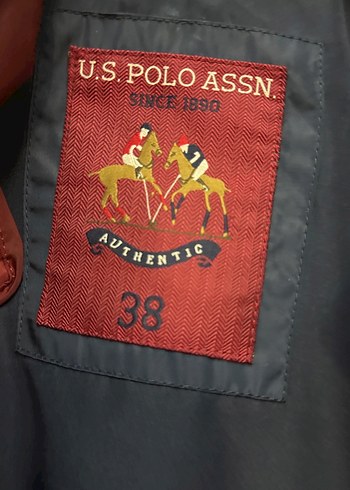 U.S. POLO ASSN.
SINCE 1890
AUTHENTIC
38